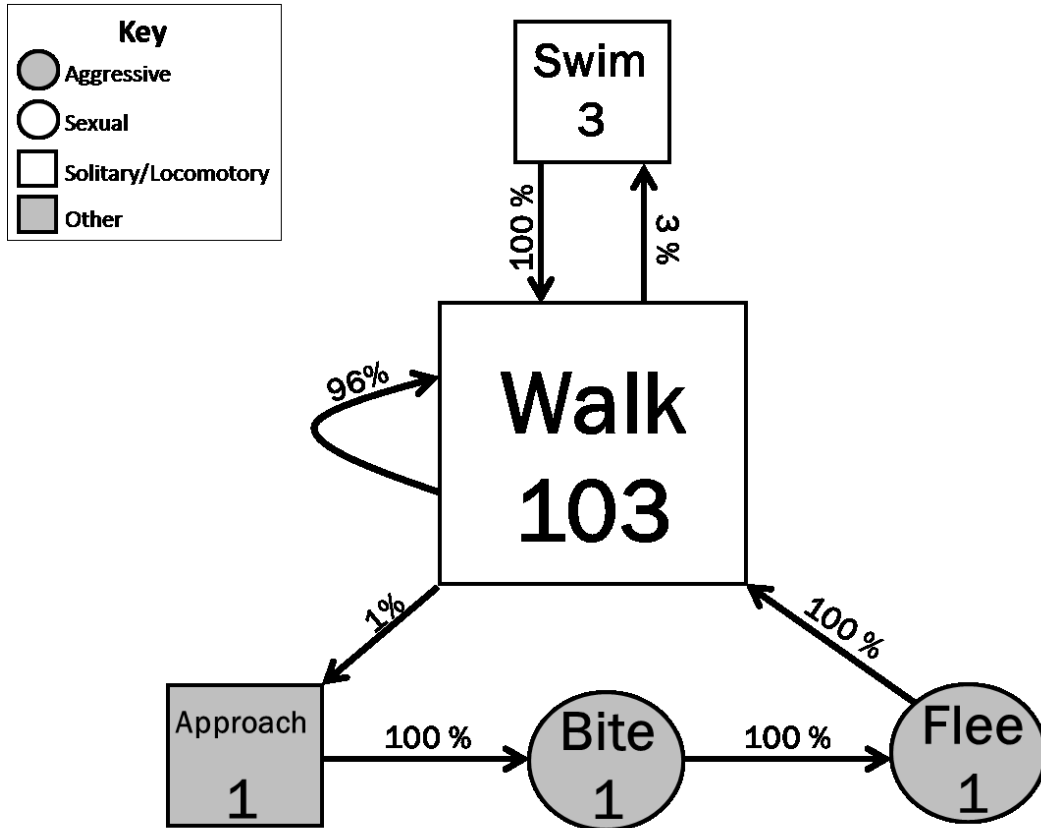 Key
Aggressive
Sexual
Solitary/Locomotory
Other
Swim
3
100 %
3 %
96%
Walk
103
1%
100 %
Approach
1
100 %
Bite
1
100 %
Flee
1